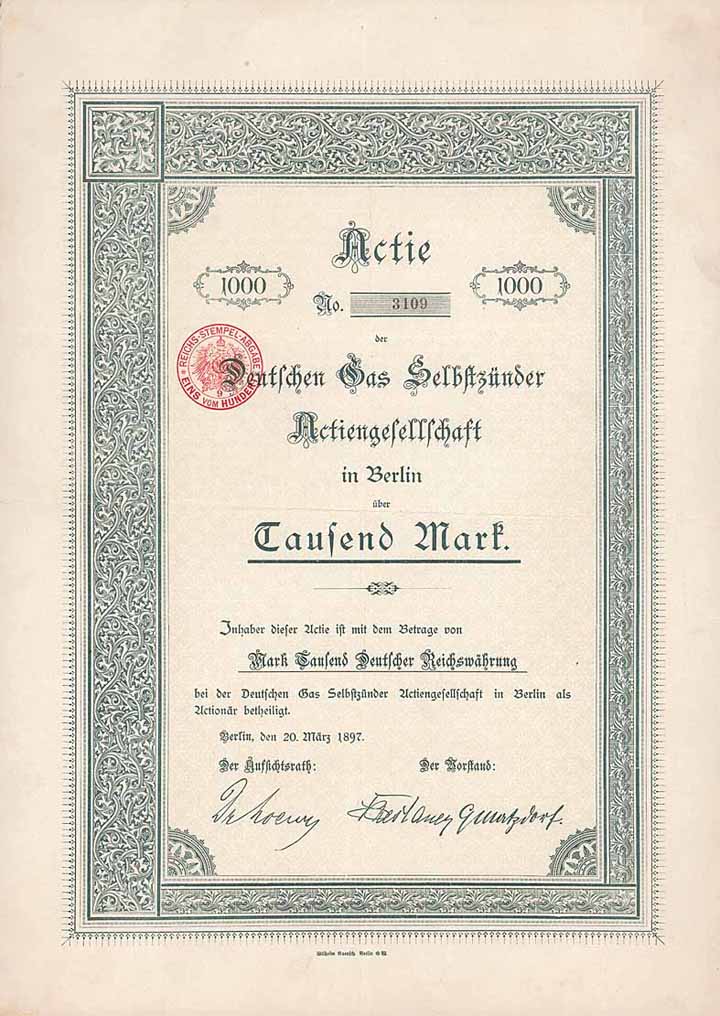 Actie
1000
No. 3109
1000
der
REICHS-STEMPEL-ABGABE
EINS VOM HUNDERT
Deutschen Gas Selbstzünder
Actiengesellschaft
in Berlin
über
Tausend Mark.
Inhaber dieser Actie ist mit dem Betrage von
Mark Tausend Deutscher Reichswährung
bei der Deutschen Gas Selbstzünder Actiengesellschaft in Berlin als
Actionär betheiligt.
Berlin, den 20. März 1897.
Der Aufsichtsrath: Der Vorstand:
Wilhelm Berlin